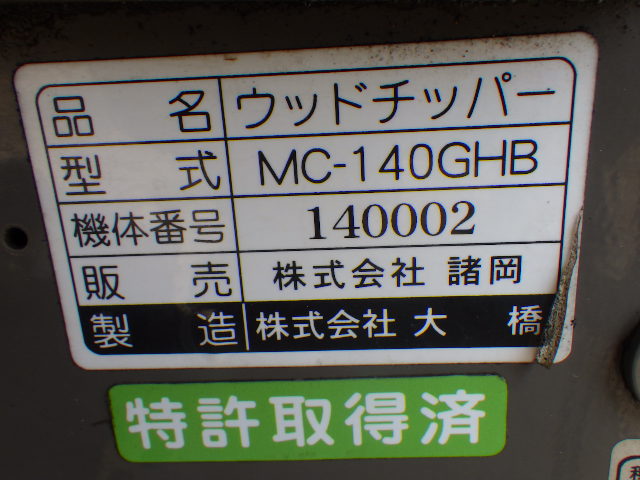 品 名 ウッドチッパー
型 式 MC-140GHB
機体番号 140002
販 売 株式会社 諸岡
製 造 株式会社 大 橋
特許取得済